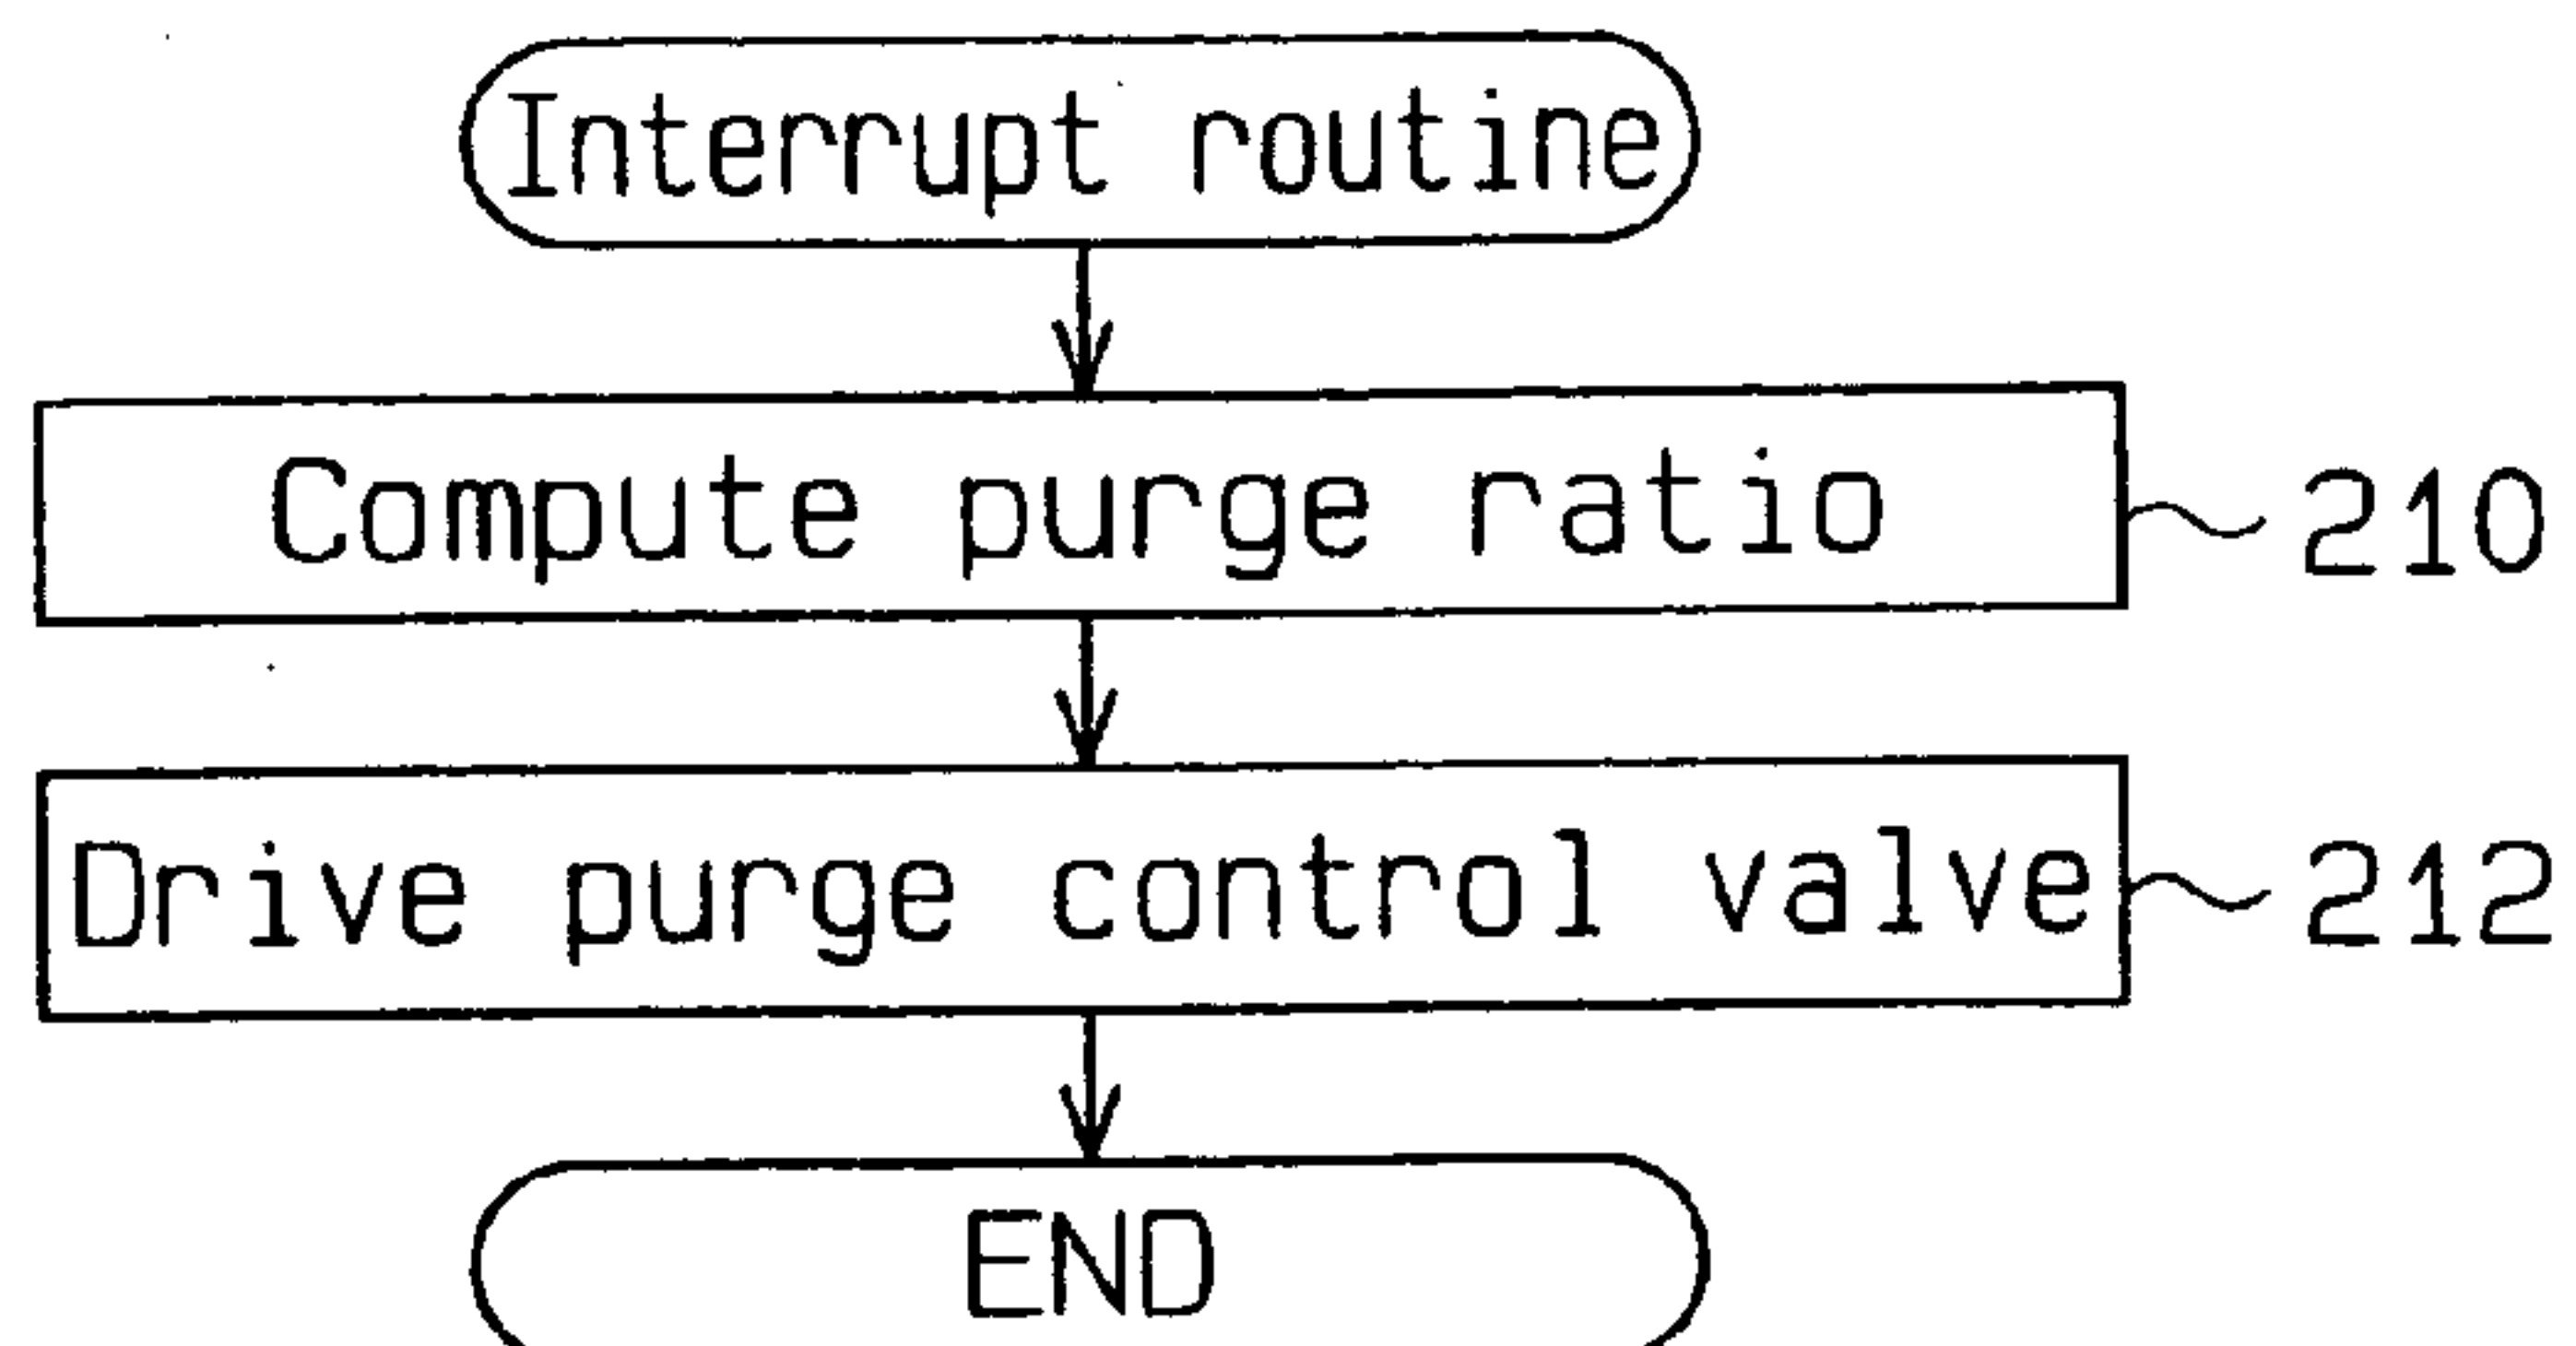 Interrupt routine
Compute purge ratio 210
Drive purge control valve 212
END